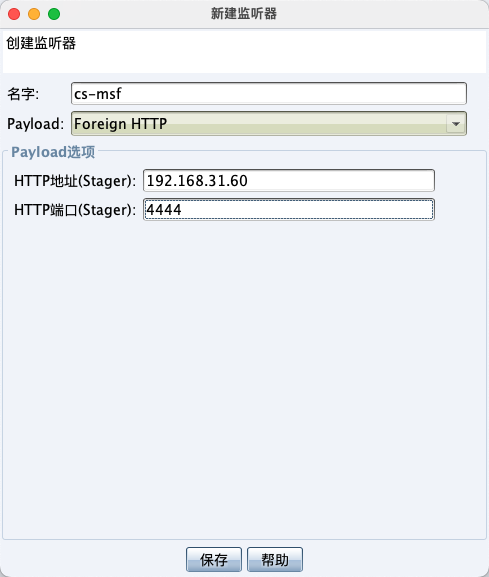 新建监听器
创建监听器
名字: cs-msf
Payload: Foreign HTTP
Payload选项
HTTP地址(Stager): 192.168.31.60
HTTP端口(Stager): 4444
保存 帮助